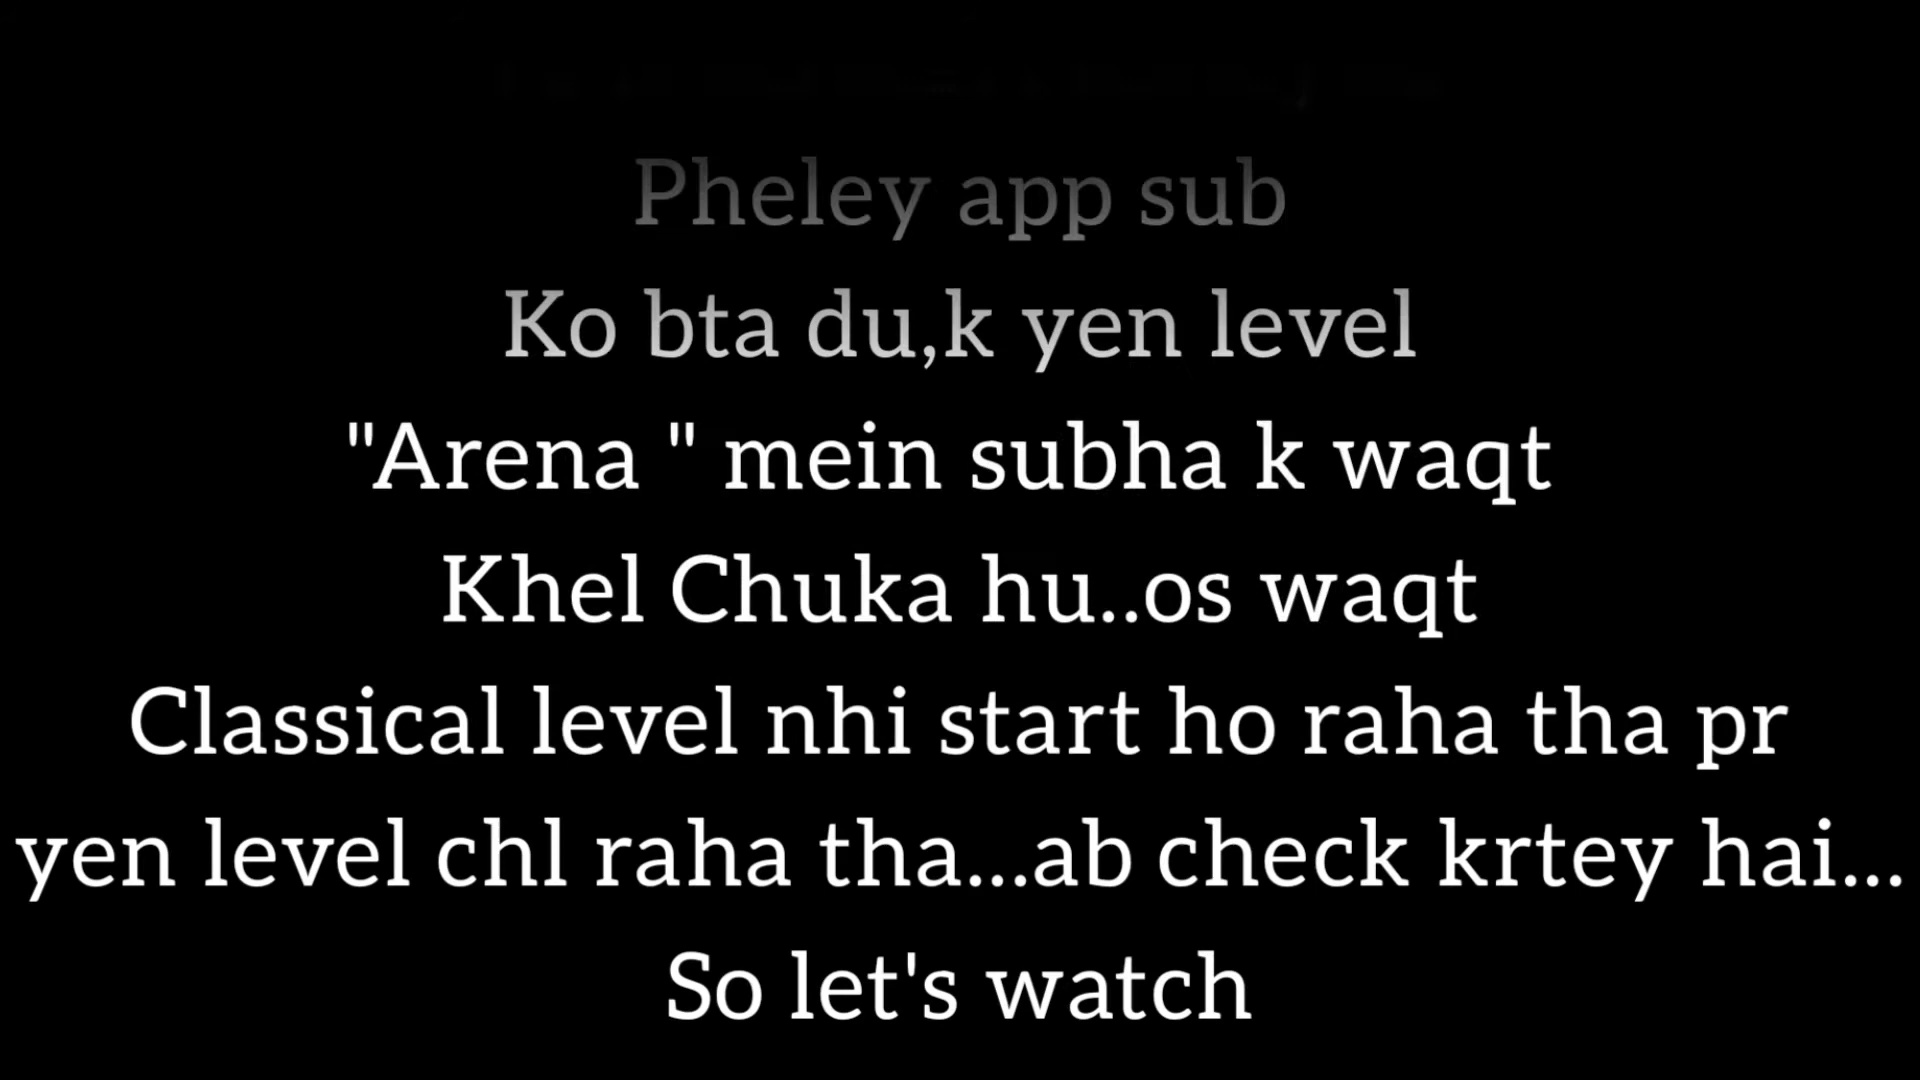 Pheley app sub
Ko bta du,k yen level
"Arena " mein subha k waqt
Khel Chuka hu..os waqt
Classical level nhi start ho raha tha pr
yen level chl raha tha...ab check krtey hai...
So let's watch